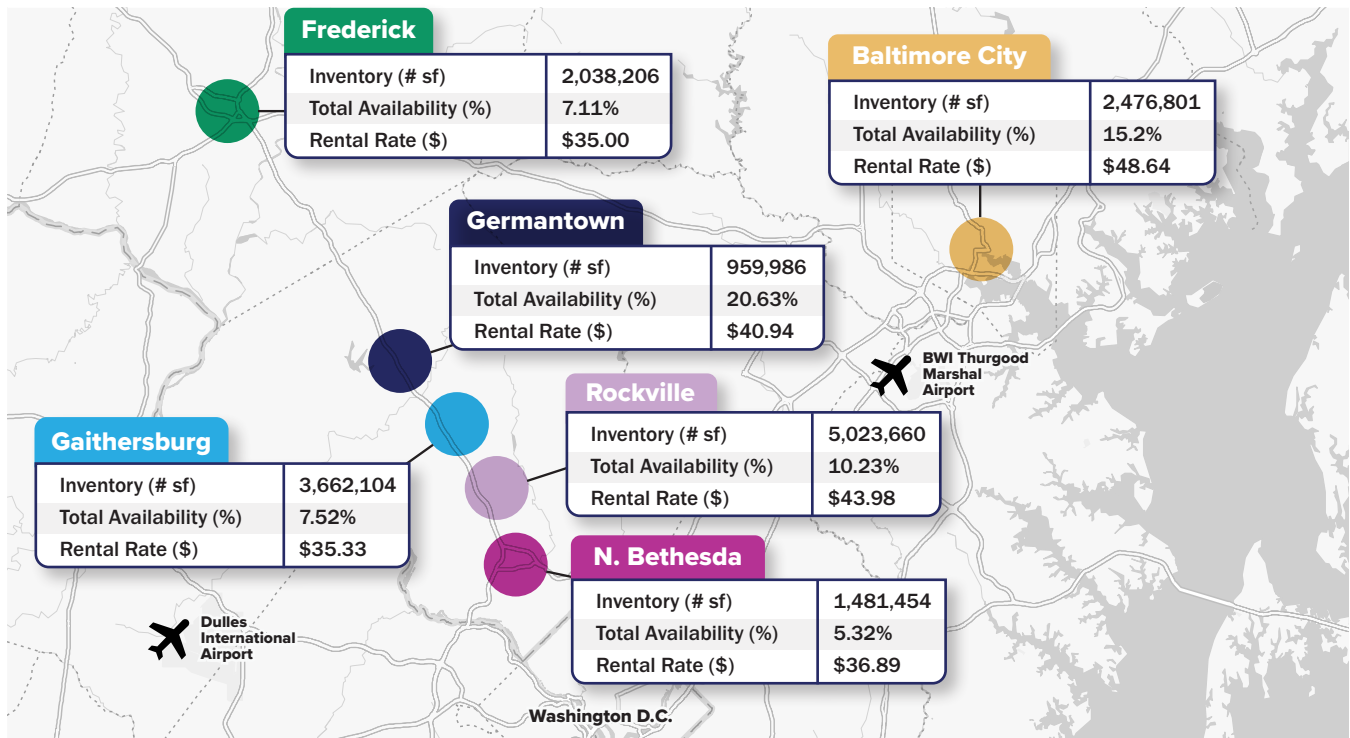 Frederick
Inventory (# sf) 2,038,206
Total Availability (%) 7.11%
Rental Rate ($) $35.00
Baltimore City
Inventory (# sf) 2,476,801
Total Availability (%) 15.2%
Rental Rate ($) $48.64
Germantown
Inventory (# sf) 959,986
Total Availability (%) 20.63%
Rental Rate ($) $40.94
BWI Thurgood
Marshal
Airport
Rockville
Inventory (# sf) 5,023,660
Total Availability (%) 10.23%
Rental Rate ($) $43.98
Gaithersburg
Inventory (# sf) 3,662,104
Total Availability (%) 7.52%
Rental Rate ($) $35.33
N. Bethesda
Inventory (# sf) 1,481,454
Total Availability (%) 5.32%
Rental Rate ($) $36.89
Dulles
International
Airport
Washington D.C.